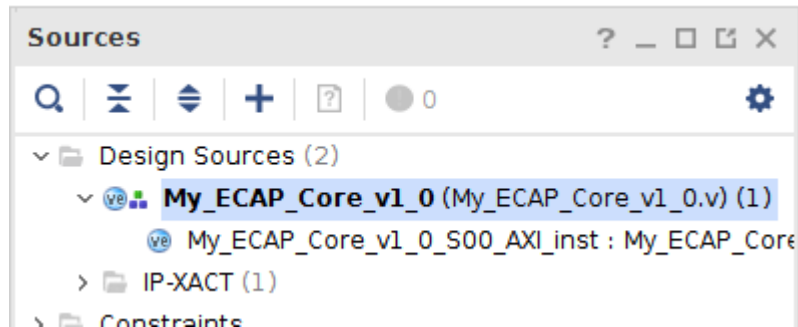 Sources
0
Design Sources (2)
My_ECAP_Core_v1_0 (My_ECAP_Core_v1_0.v) (1)
My_ECAP_Core_v1_0_S00_AXI_inst : My_ECAP_Core
IP-XACT (1)
Constraints